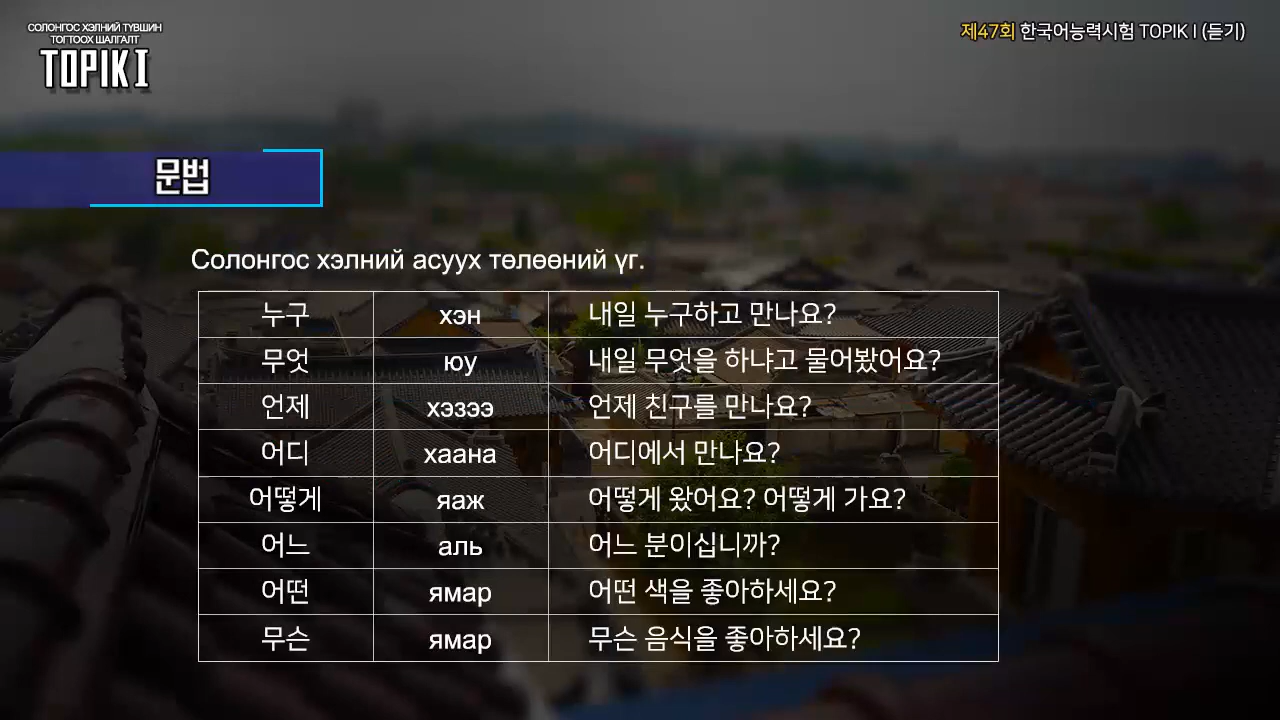 СОЛОНГОС ХЭЛНИЙ ТҮВШИН
ТОГТООХ ШАЛГАЛТ
TOPIK I
제47회 한국어능력시험 TOPIK I (듣기)
문법
Солонгос хэлний асуух төлөөний үг.
누구 хэн 내일 누구하고 만나요?
무엇 юу 내일 무엇을 하냐고 물어봤어요?
언제 хэзээ 언제 친구를 만나요?
어디 хаана 어디에서 만나요?
어떻게 яаж 어떻게 왔어요? 어떻게 가요?
어느 аль 어느 분이십니까?
어떤 ямар 어떤 색을 좋아하세요?
무슨 ямар 무슨 음식을 좋아하세요?